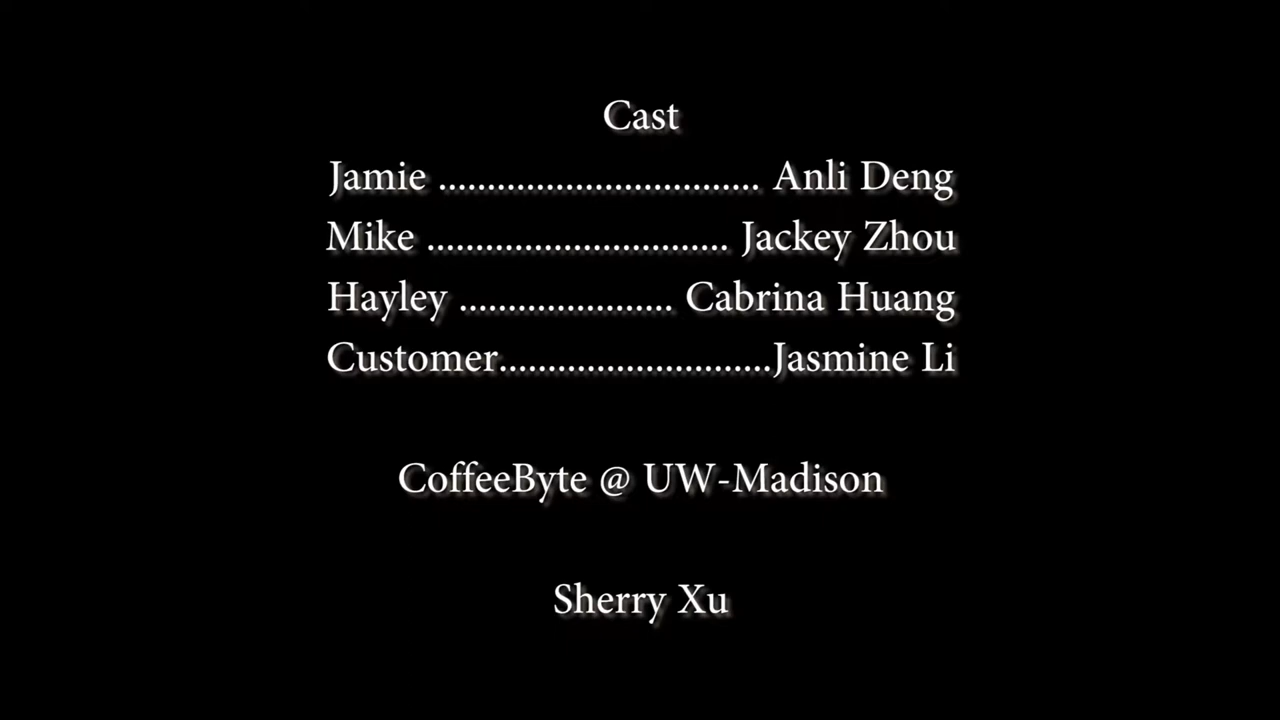 Cast
Jamie ................................. Anli Deng
Mike ............................... Jackey Zhou
Hayley ...................... Cabrina Huang
Customer............................Jasmine Li
CoffeeByte @ UW-Madison
Sherry Xu